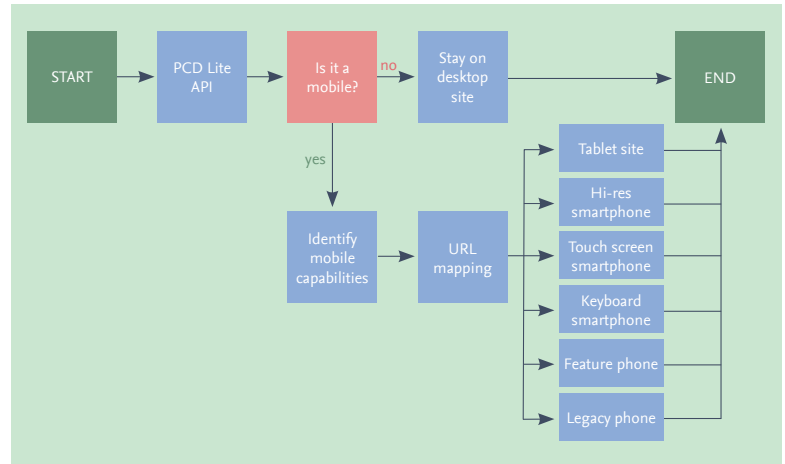 START
PCD Lite
API
Is it a
mobile?
no
Stay on
desktop
site
END
yes
Identify
mobile
capabilities
URL
mapping
Tablet site
Hi-res
smartphone
Touch screen
smartphone
Keyboard
smartphone
Feature phone
Legacy phone